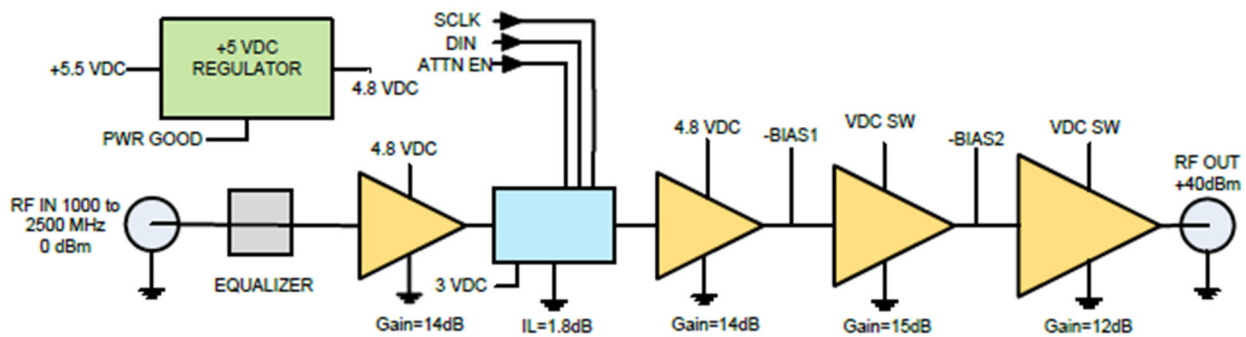 +5 VDC
REGULATOR
+5.5 VDC
4.8 VDC
PWR GOOD
SCLK
DIN
ATTN EN
4.8 VDC
4.8 VDC
-BIAS1
VDC SW
-BIAS2
VDC SW
RF OUT
+40dBm
RF IN 1000 to
2500 MHz
0 dBm
EQUALIZER
3 VDC
Gain=14dB
IL=1.8dB
Gain=14dB
Gain=15dB
Gain=12dB